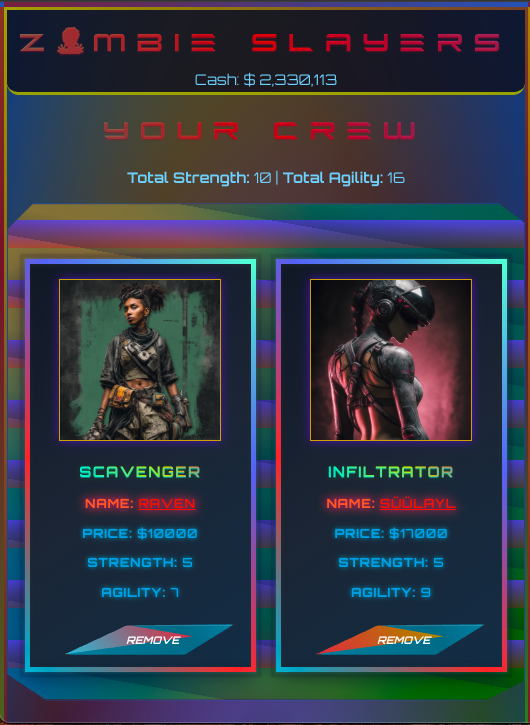 ZOMBIE SLAYERS
Cash: $ 2,330,113
YOUR CREW
Total Strength: 10 | Total Agility: 16
SCAVENGER
NAME: RAVEN
PRICE: $10000
STRENGTH: 5
AGILITY: 7
REMOVE
INFILTRATOR
NAME: SÜÜLAYL
PRICE: $17000
STRENGTH: 5
AGILITY: 9
REMOVE